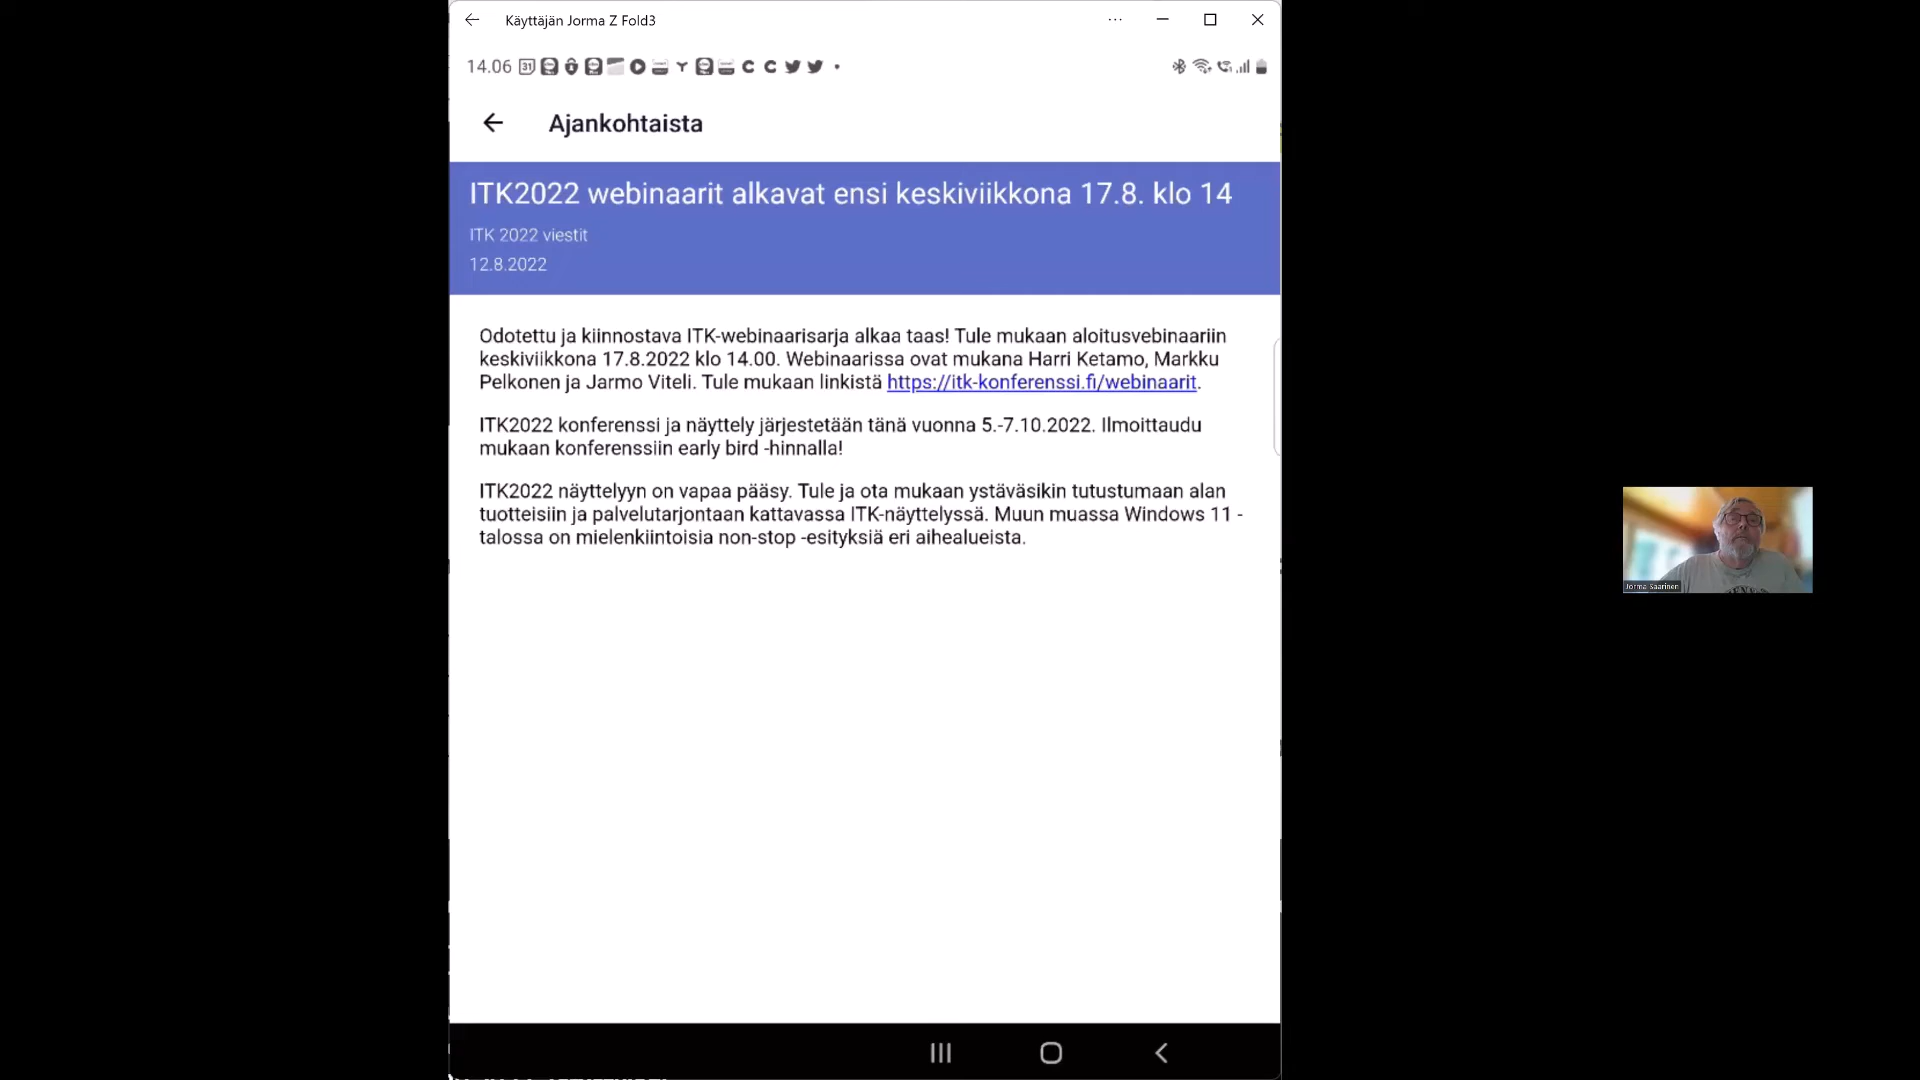 Käyttäjän Jorma Z Fold3
14.06
31
Ajankohtaista
ITK2022 webinaarit alkavat ensi keskiviikkona 17.8. klo 14
ITK 2022 viestit
12.8.2022
Odotettu ja kiinnostava ITK-webinaarisarja alkaa taas! Tule mukaan aloitusvebinaariin
keskiviikkona 17.8.2022 klo 14.00. Webinaarissa ovat mukana Harri Ketamo, Markku
Pelkonen ja Jarmo Viteli. Tule mukaan linkistä https://itk-konferenssi.fi/webinaarit.
ITK2022 konferenssi ja näyttely järjestetään tänä vuonna 5.-7.10.2022. Ilmoittaudu
mukaan konferenssiin early bird -hinnalla!
ITK2022 näyttelyyn on vapaa pääsy. Tule ja ota mukaan ystäväsikin tutustumaan alan
tuotteisiin ja palvelutarjontaan kattavassa ITK-näyttelyssä. Muun muassa Windows 11 -
talossa on mielenkiintoisia non-stop -esityksiä eri aihealueista.
Jorma Saarinen